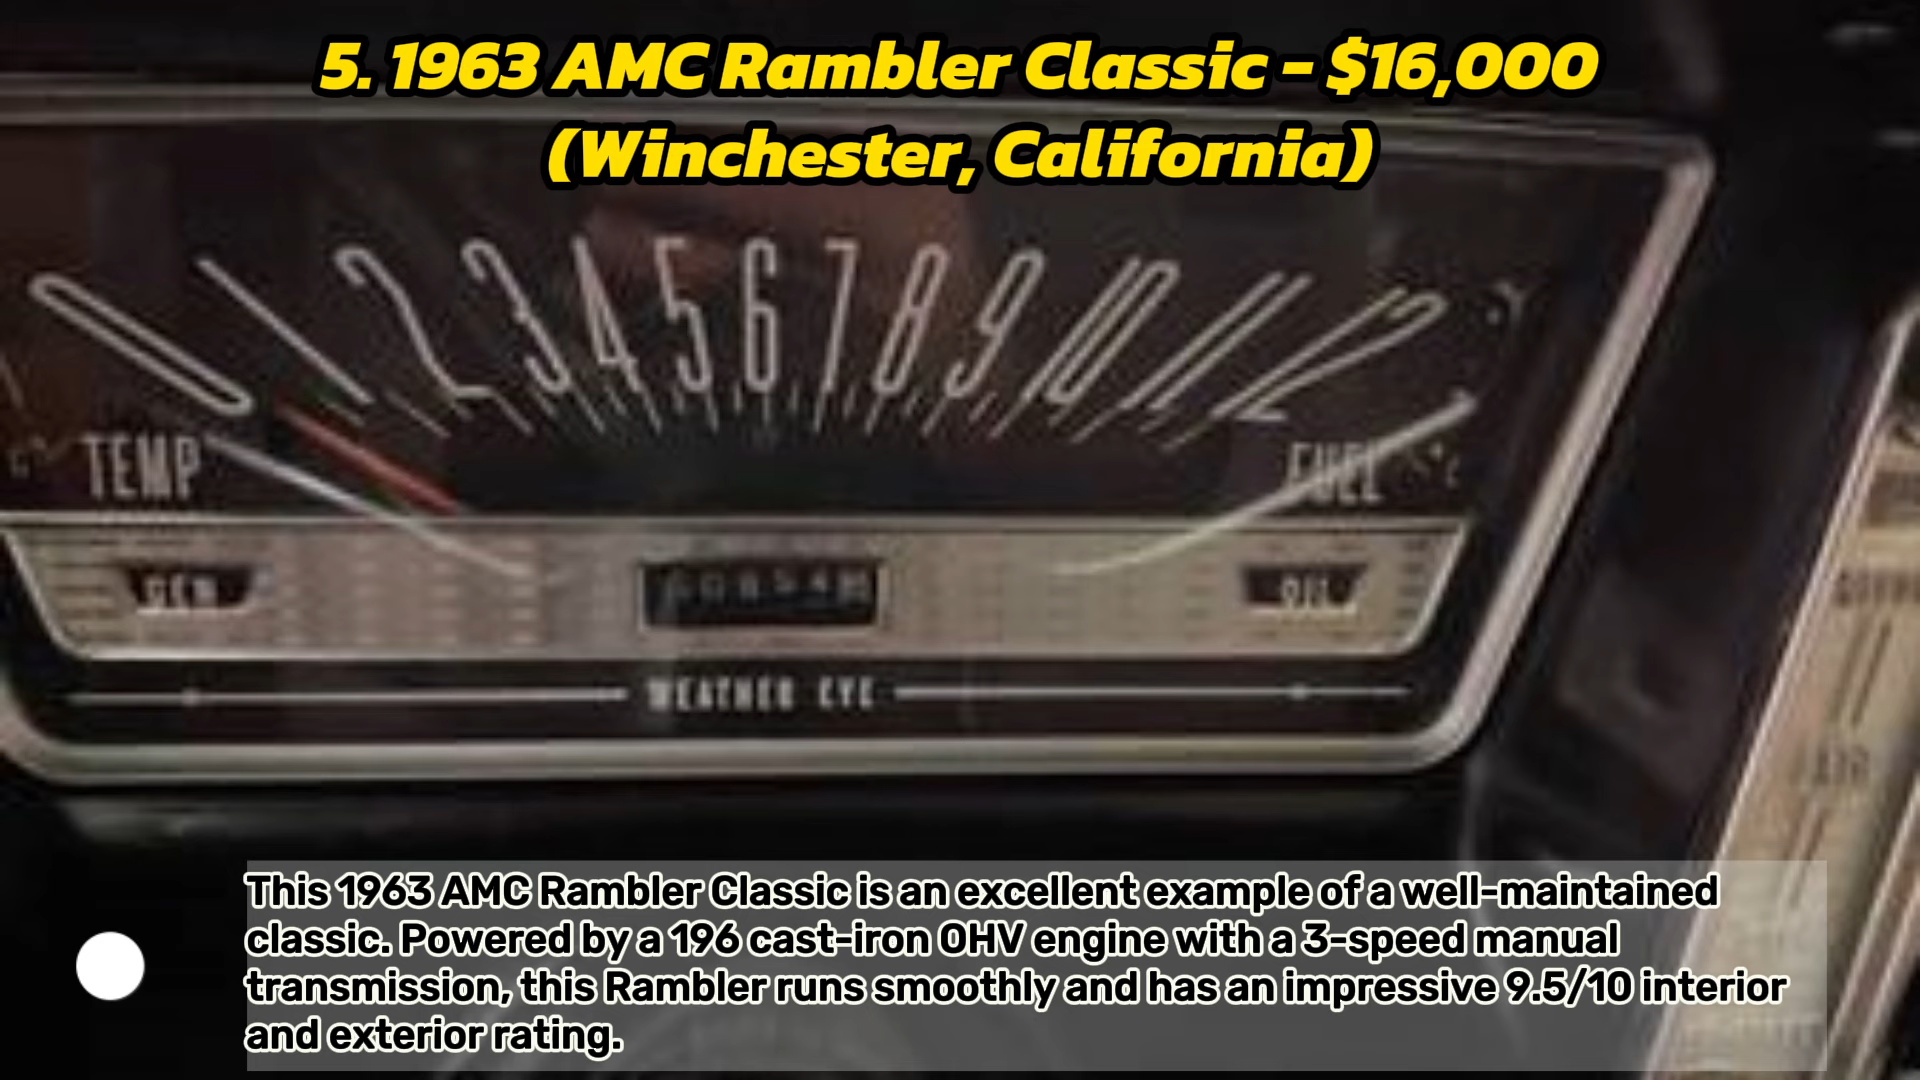 5. 1963 AMC Rambler Classic - $16,000
(Winchester, California)
0 1 2 3 4 5 6 7 8 9 10 11 12
TEMP FUEL
GEN OIL
WEATHER EYE
This 1963 AMC Rambler Classic is an excellent example of a well-maintained
classic. Powered by a 196 cast-iron OHV engine with a 3-speed manual
transmission, this Rambler runs smoothly and has an impressive 9.5/10 interior
and exterior rating.